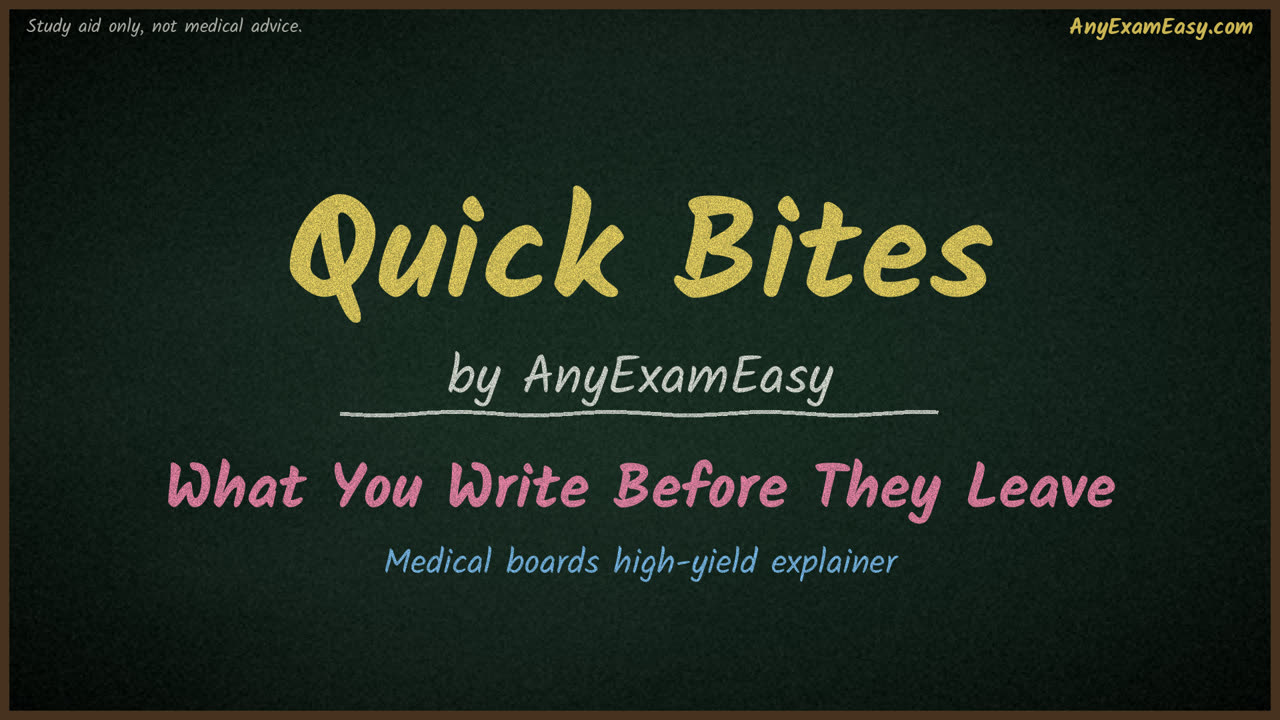 Study aid only, not medical advice.
AnyExamEasy.com
Quick Bites
by AnyExamEasy
What You Write Before They Leave
Medical boards high-yield explainer